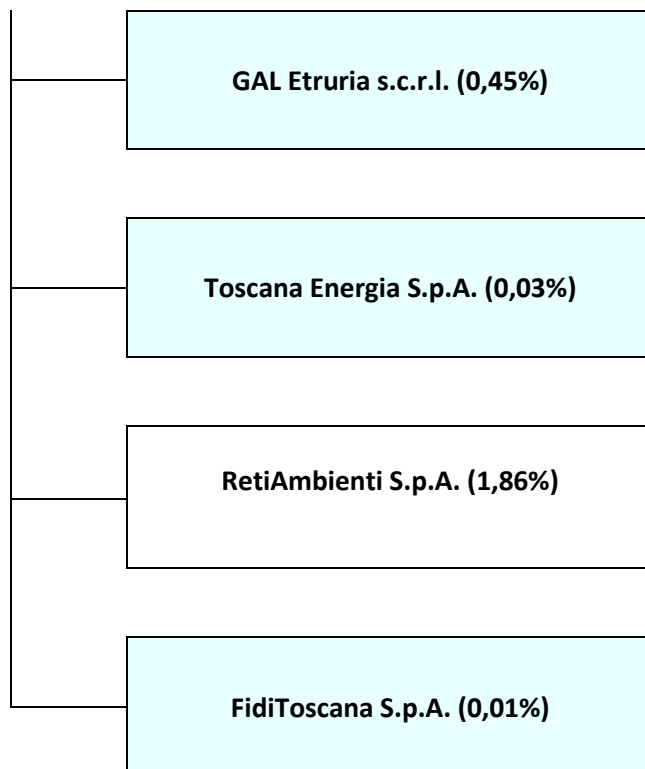 GAL Etruria s.c.r.l. (0,45%)
Toscana Energia S.p.A. (0,03%)
RetiAmbienti S.p.A. (1,86%)
FidiToscana S.p.A. (0,01%)